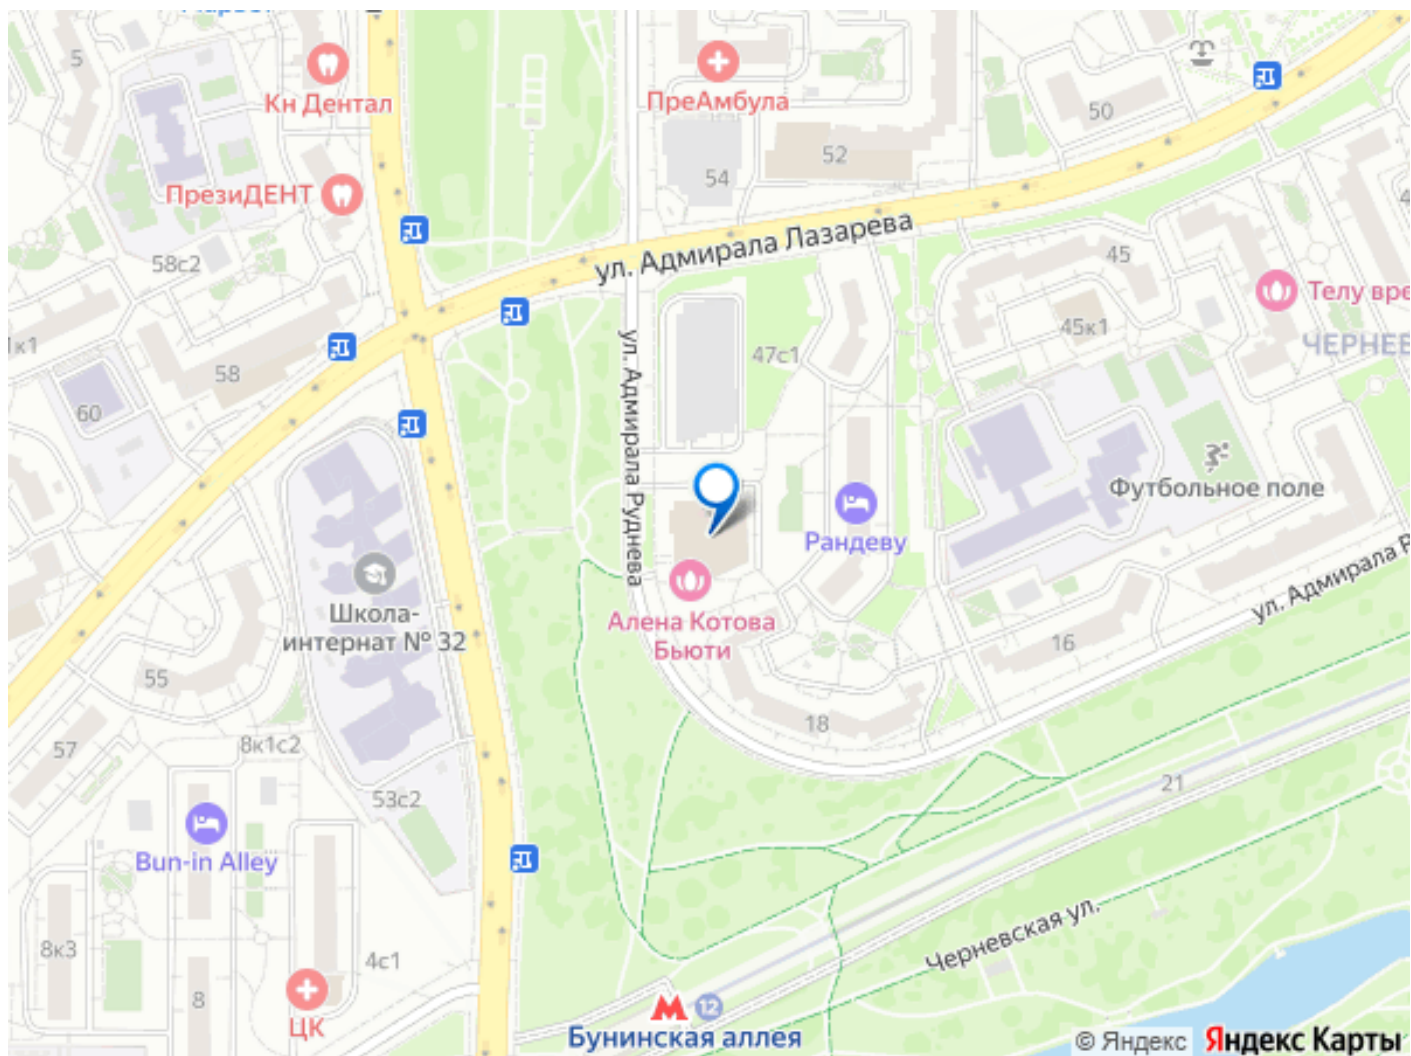 5
Кн Дентал
ПреАмбула
50
52
54
ПрезиДЕНТ
ул. Адмирала Лазарева
58с2
45
Телу вре
1к1
45к1
ЧЕРНЕВ
47с1
58
60
ул. Адмирала Руднева
Футбольное поле
Рандеву
Школа-
интернат № 32
Алена Котова
Бьюти
ул. Адмирала Р
16
55
18
57
8к1с2
21
53с2
Bun-in Alley
Черневская ул.
8к3
4с1
8
12
ЦК
Бунинская аллея
© Яндекс Яндекс Карты